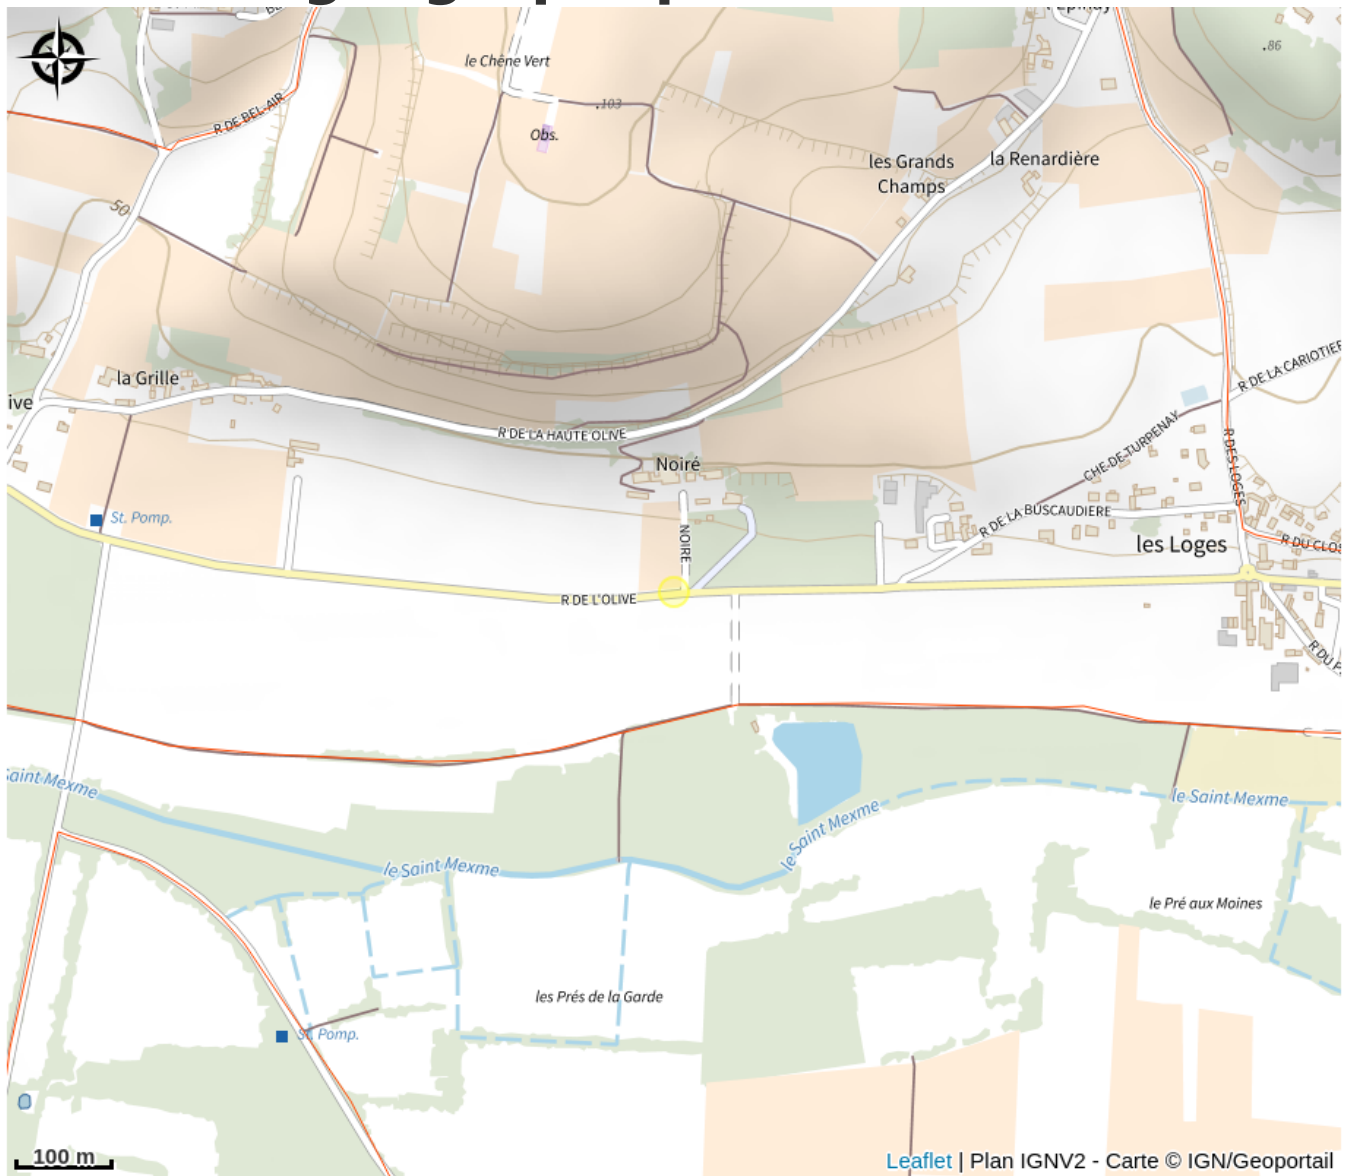 le Chêne Vert
.86
.103
R DE BEL-AIR
Obs.
les Grands
Champs
la Renardière
50
la Grille
R DE LA CARIOTIER
ive
R DE LA HAUTE OLIVE
Noiré
CHE DE TURPENAY
R DES LOGES
St. Pomp.
R DE LA BUSCAUDIERE
NOIRE
les Loges
R DU CLOS
R DE L'OLIVE
R DU P
Saint Mexme
le Saint Mexme
le Saint Mexme
le Saint Mexme
le Pré aux Moines
les Prés de la Garde
St. Pomp.
100 m
Leaflet | Plan IGNV2 - Carte © IGN/Geoportail